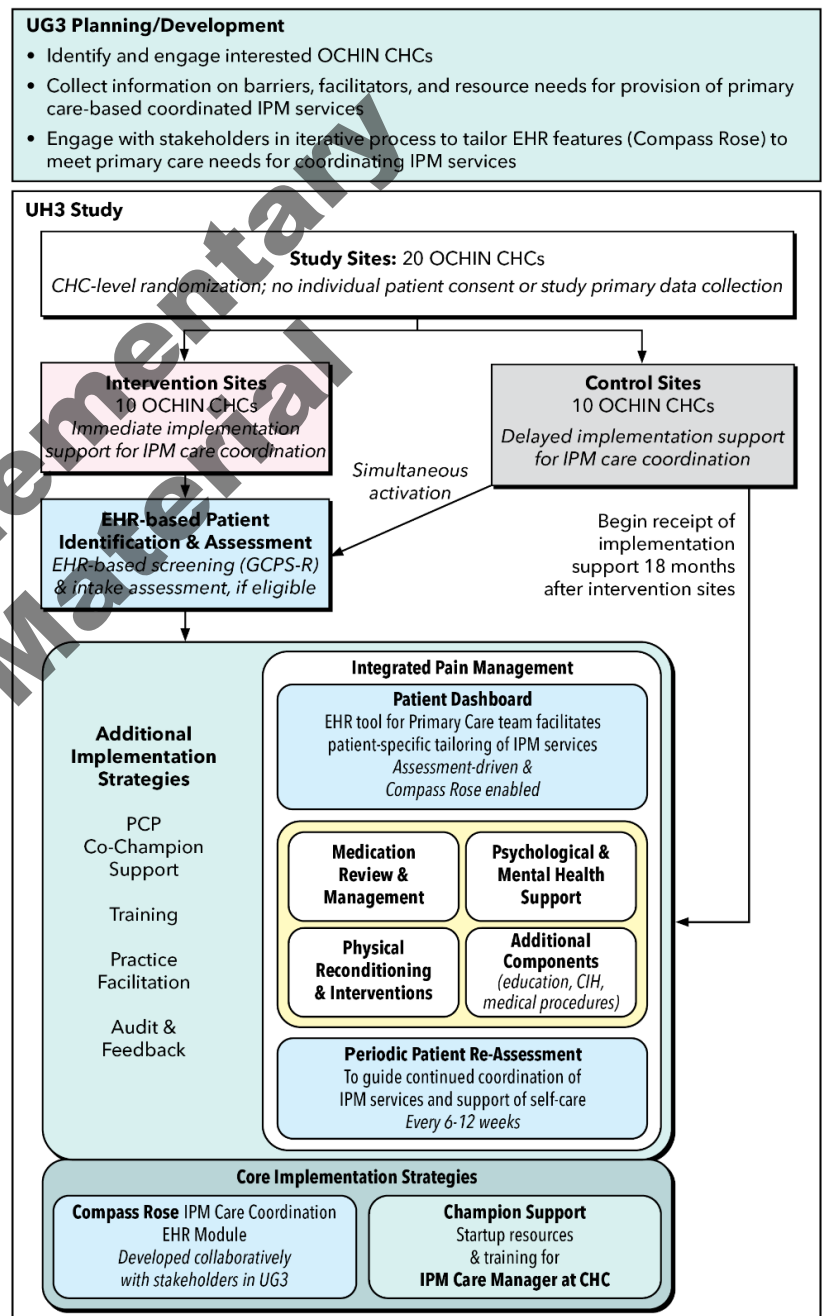 UG3 Planning/Development
• Identify and engage interested OCHIN CHCs
• Collect information on barriers, facilitators, and resource needs for provision of primary
care-based coordinated IPM services
• Engage with stakeholders in iterative process to tailor EHR features (Compass Rose) to
meet primary care needs for coordinating IPM services
UH3 Study
Study Sites: 20 OCHIN CHCs
CHC-level randomization; no individual patient consent or study primary data collection
Intervention Sites
10 OCHIN CHCs
Immediate implementation
support for IPM care coordination
Control Sites
10 OCHIN CHCs
Delayed implementation support
for IPM care coordination
Simultaneous
activation
EHR-based Patient
Identification & Assessment
EHR-based screening (GCPS-R)
& intake assessment, if eligible
Begin receipt of
implementation
support 18 months
after intervention sites
Additional
Implementation
Strategies
PCP
Co-Champion
Support
Training
Practice
Facilitation
Audit &
Feedback
Integrated Pain Management
Patient Dashboard
EHR tool for Primary Care team facilitates
patient-specific tailoring of IPM services
Assessment-driven &
Compass Rose enabled
Medication
Review &
Management
Psychological &
Mental Health
Support
Physical
Reconditioning
& Interventions
Additional
Components
(education, CIH,
medical procedures)
Periodic Patient Re-Assessment
To guide continued coordination of
IPM services and support of self-care
Every 6-12 weeks
Core Implementation Strategies
Compass Rose IPM Care Coordination
EHR Module
Developed collaboratively
with stakeholders in UG3
Champion Support
Startup resources
& training for
IPM Care Manager at CHC
ementary
Material